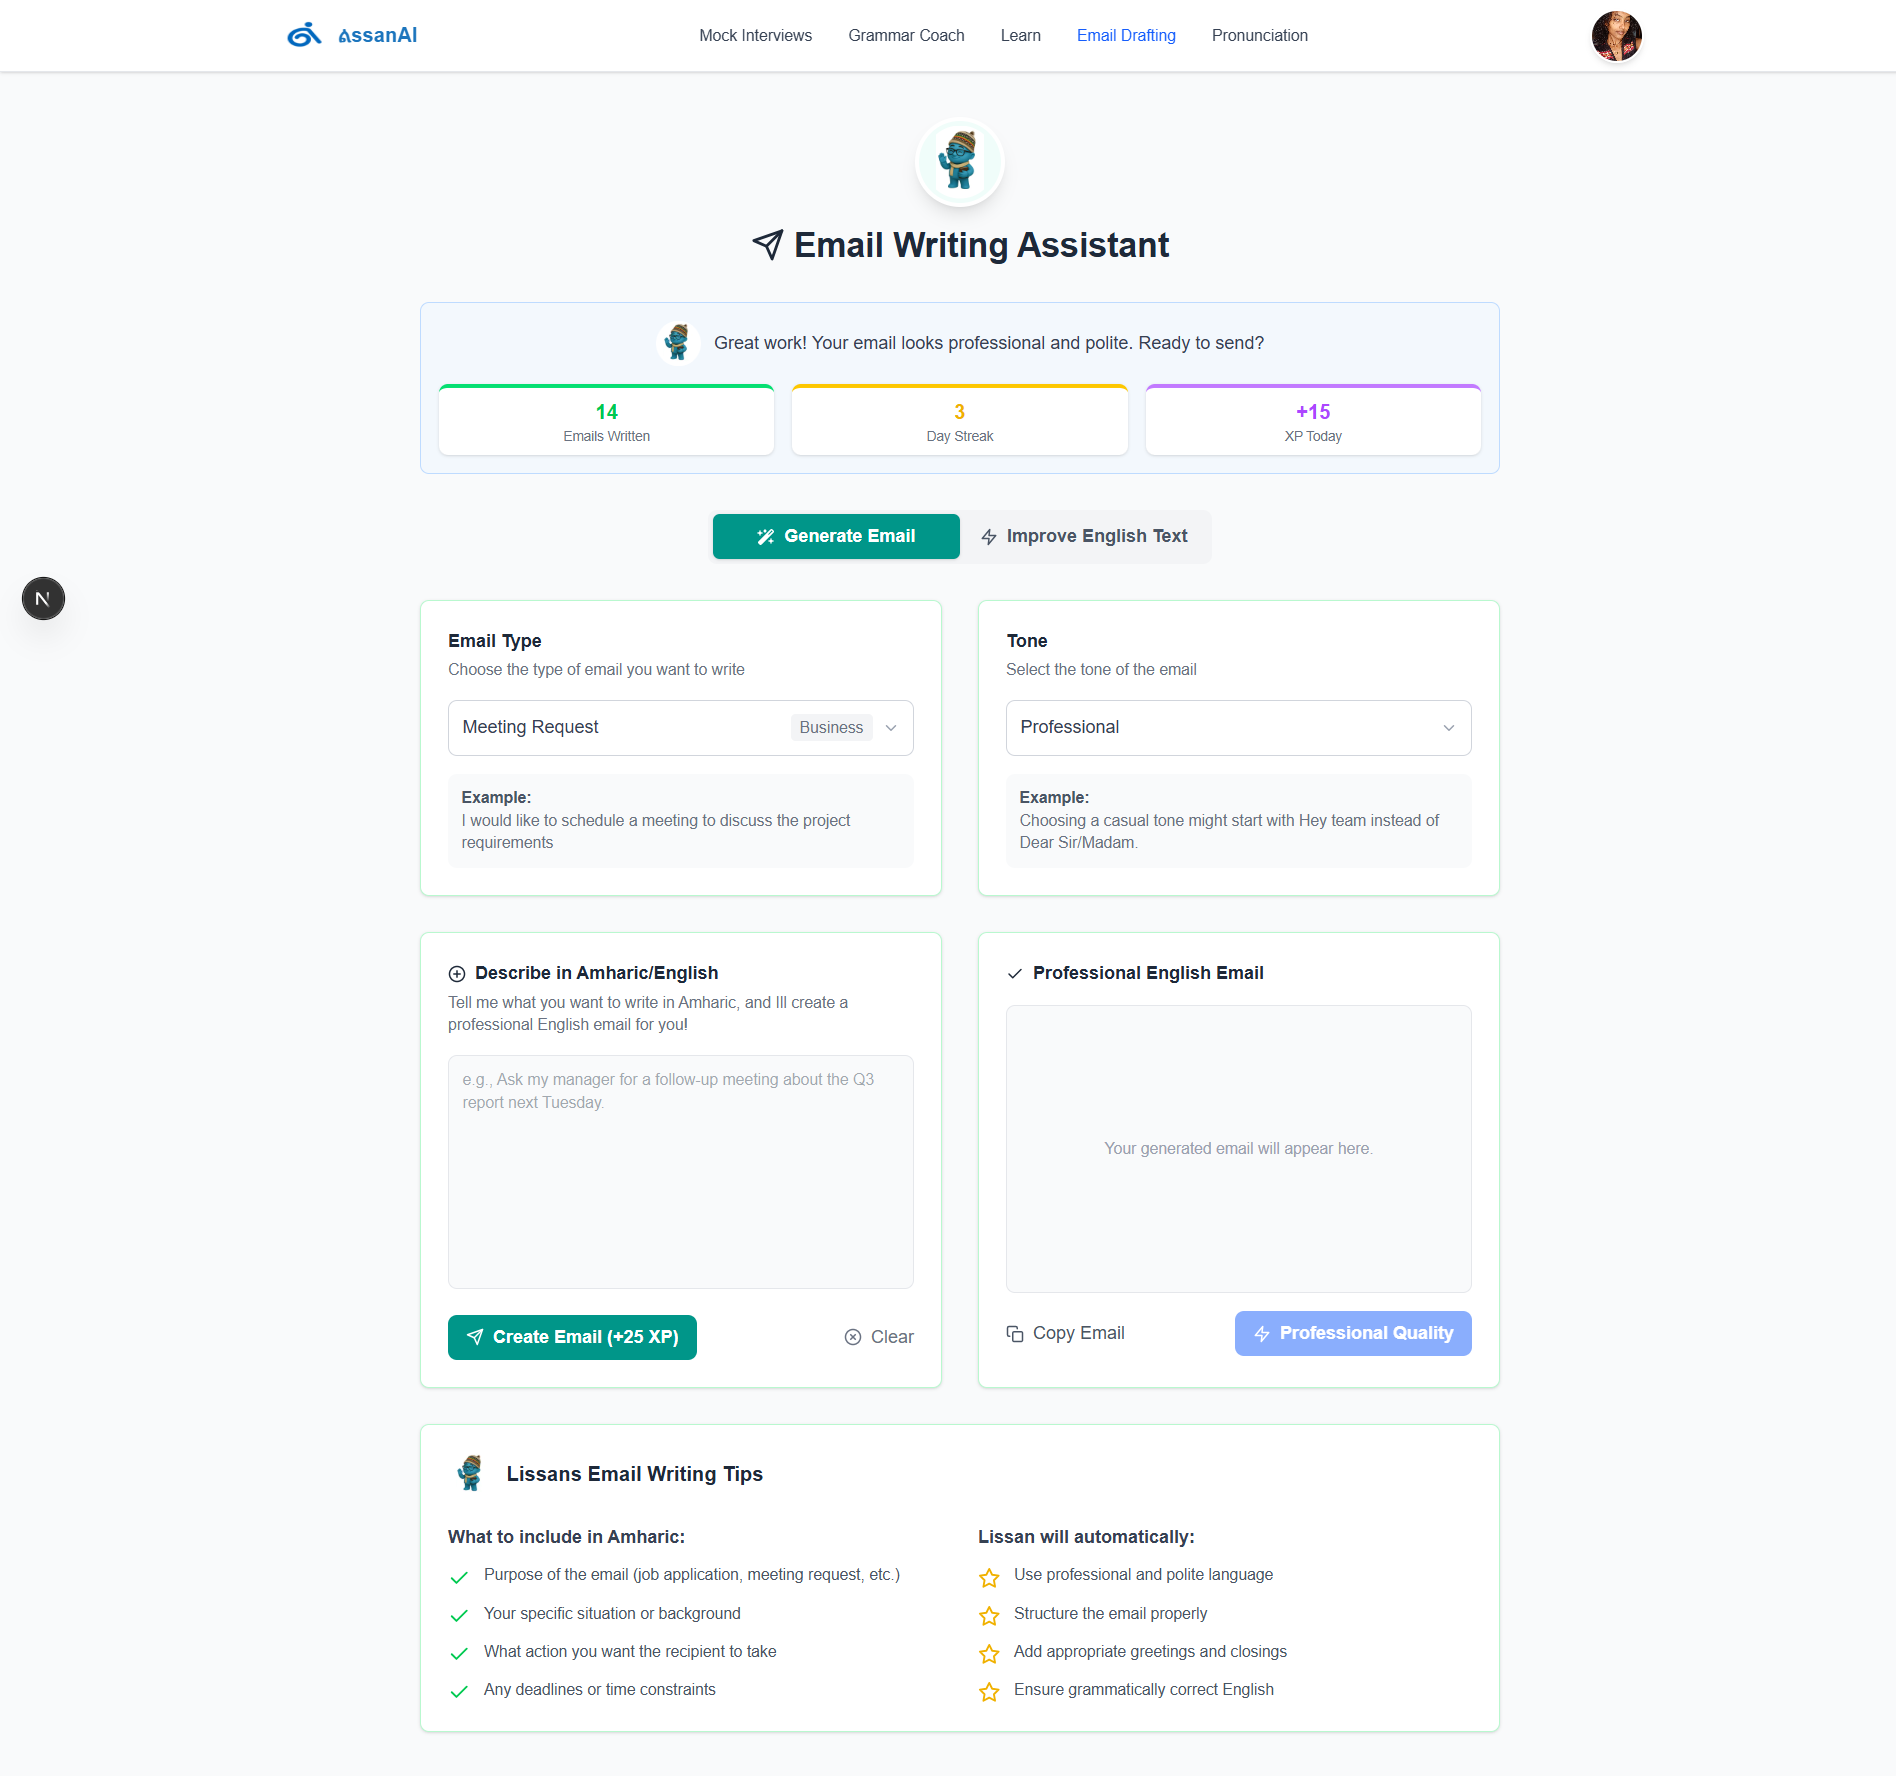 ልssanAI
Mock Interviews
Grammar Coach
Learn
Email Drafting
Pronunciation
Email Writing Assistant
Great work! Your email looks professional and polite. Ready to send?
14
Emails Written
3
Day Streak
+15
XP Today
Generate Email
Improve English Text
N
Email Type
Choose the type of email you want to write
Meeting Request
Business
Example:
I would like to schedule a meeting to discuss the project
requirements
Tone
Select the tone of the email
Professional
Example:
Choosing a casual tone might start with Hey team instead of
Dear Sir/Madam.
Describe in Amharic/English
Tell me what you want to write in Amharic, and Ill create a
professional English email for you!
e.g., Ask my manager for a follow-up meeting about the Q3
report next Tuesday.
Create Email (+25 XP)
Clear
Professional English Email
Your generated email will appear here.
Copy Email
Professional Quality
Lissans Email Writing Tips
What to include in Amharic:
Purpose of the email (job application, meeting request, etc.)
Your specific situation or background
What action you want the recipient to take
Any deadlines or time constraints
Lissan will automatically:
Use professional and polite language
Structure the email properly
Add appropriate greetings and closings
Ensure grammatically correct English